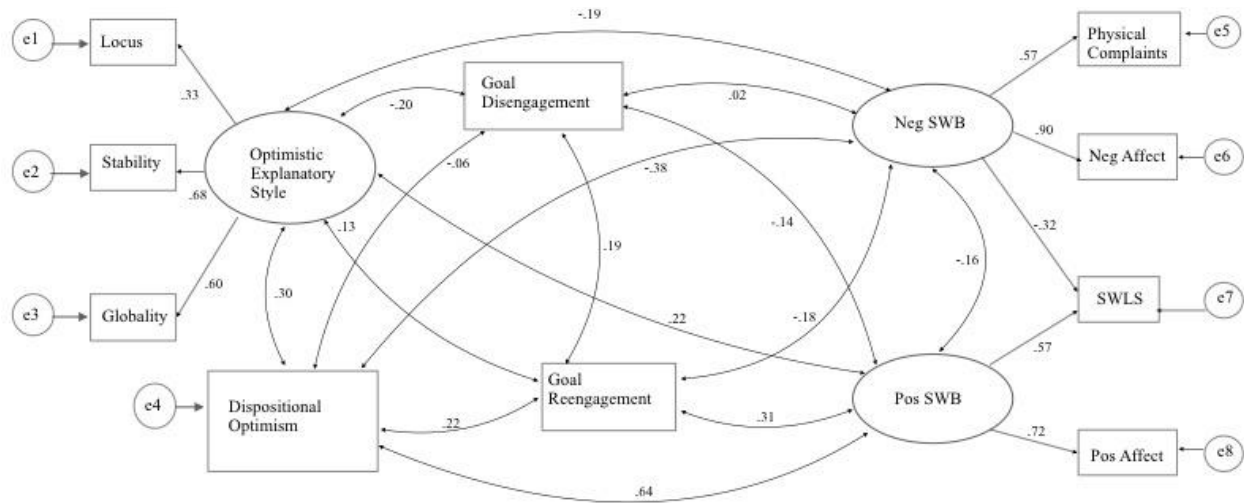 -.19
e1
Locus
Physical
Complaints
e5
.57
Goal
Disengagement
-.20
.02
.33
Neg SWB
.90
e2
Stability
Optimistic
Explanatory
Style
-.06
-.38
Neg Affect
e6
.68
-.14
-.32
.13
.19
-.16
.60
.30
e3
Globality
SWLS
e7
.22
-.18
.57
e4
Dispositional
Optimism
Goal
Reengagement
Pos SWB
.22
.31
.72
Pos Affect
e8
.64